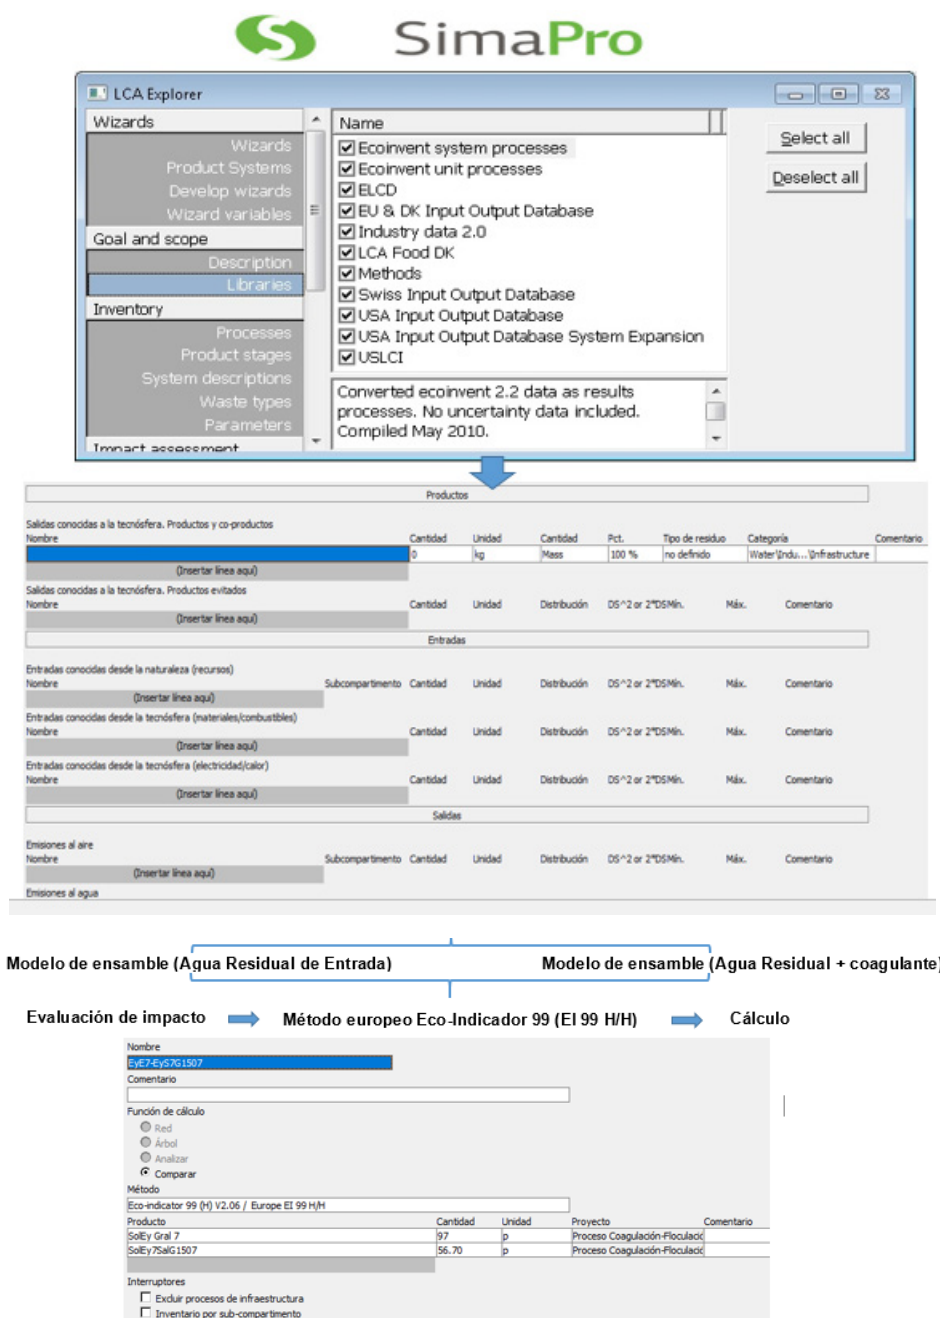 SimaPro
LCA Explorer
Wizards
Wizards
Product Systems
Develop wizards
Wizard variables
Goal and scope
Description
Libraries
Inventory
Processes
Product stages
System descriptions
Waste types
Parameters
Impact assessment
Name
Ecoinvent system processes
Ecoinvent unit processes
ELCD
EU & DK Input Output Database
Industry data 2.0
LCA Food DK
Methods
Swiss Input Output Database
USA Input Output Database
USA Input Output Database System Expansion
USLCI
Converted ecoinvent 2.2 data as results
processes. No uncertainty data included.
Compiled May 2010.
Select all
Deselect all
Productos
Salidas conocidas a la tecnósfera. Productos y co-productos
Nombre Cantidad Unidad Cantidad Pct. Tipo de residuo Categoría Comentario
0 kg Mass 100 % no definido Water\Indu...\Infrastructure
(Insertar línea aquí)
Salidas conocidas a la tecnósfera. Productos evitados
Nombre Cantidad Unidad Distribución DS^2 or 2*DSMín. Máx. Comentario
(Insertar línea aquí)
Entradas
Entradas conocidas desde la naturaleza (recursos)
Nombre Subcompartimento Cantidad Unidad Distribución DS^2 or 2*DSMín. Máx. Comentario
(Insertar línea aquí)
Entradas conocidas desde la tecnósfera (materiales/combustibles)
Nombre Cantidad Unidad Distribución DS^2 or 2*DSMín. Máx. Comentario
(Insertar línea aquí)
Entradas conocidas desde la tecnósfera (electricidad/calor)
Nombre Cantidad Unidad Distribución DS^2 or 2*DSMín. Máx. Comentario
(Insertar línea aquí)
Salidas
Emisiones al aire
Nombre Subcompartimento Cantidad Unidad Distribución DS^2 or 2*DSMín. Máx. Comentario
(Insertar línea aquí)
Emisiones al agua
Modelo de ensamble (Agua Residual de Entrada) Modelo de ensamble (Agua Residual + coagulante)
Evaluación de impacto Método europeo Eco-Indicador 99 (EI 99 H/H) Cálculo
Nombre
EyE7-EyS7G1507
Comentario
Función de cálculo
Red
Árbol
Analizar
Comparar
Método
Eco-indicator 99 (H) V2.06 / Europe EI 99 H/H
Producto Cantidad Unidad Proyecto Comentario
SolEy Gral 7 97 p Proceso Coagulación-Floculació
SolEy7SalG1507 56.70 p Proceso Coagulación-Floculació
Interruptores
Excluir procesos de infraestructura
Inventario por sub-compartimento